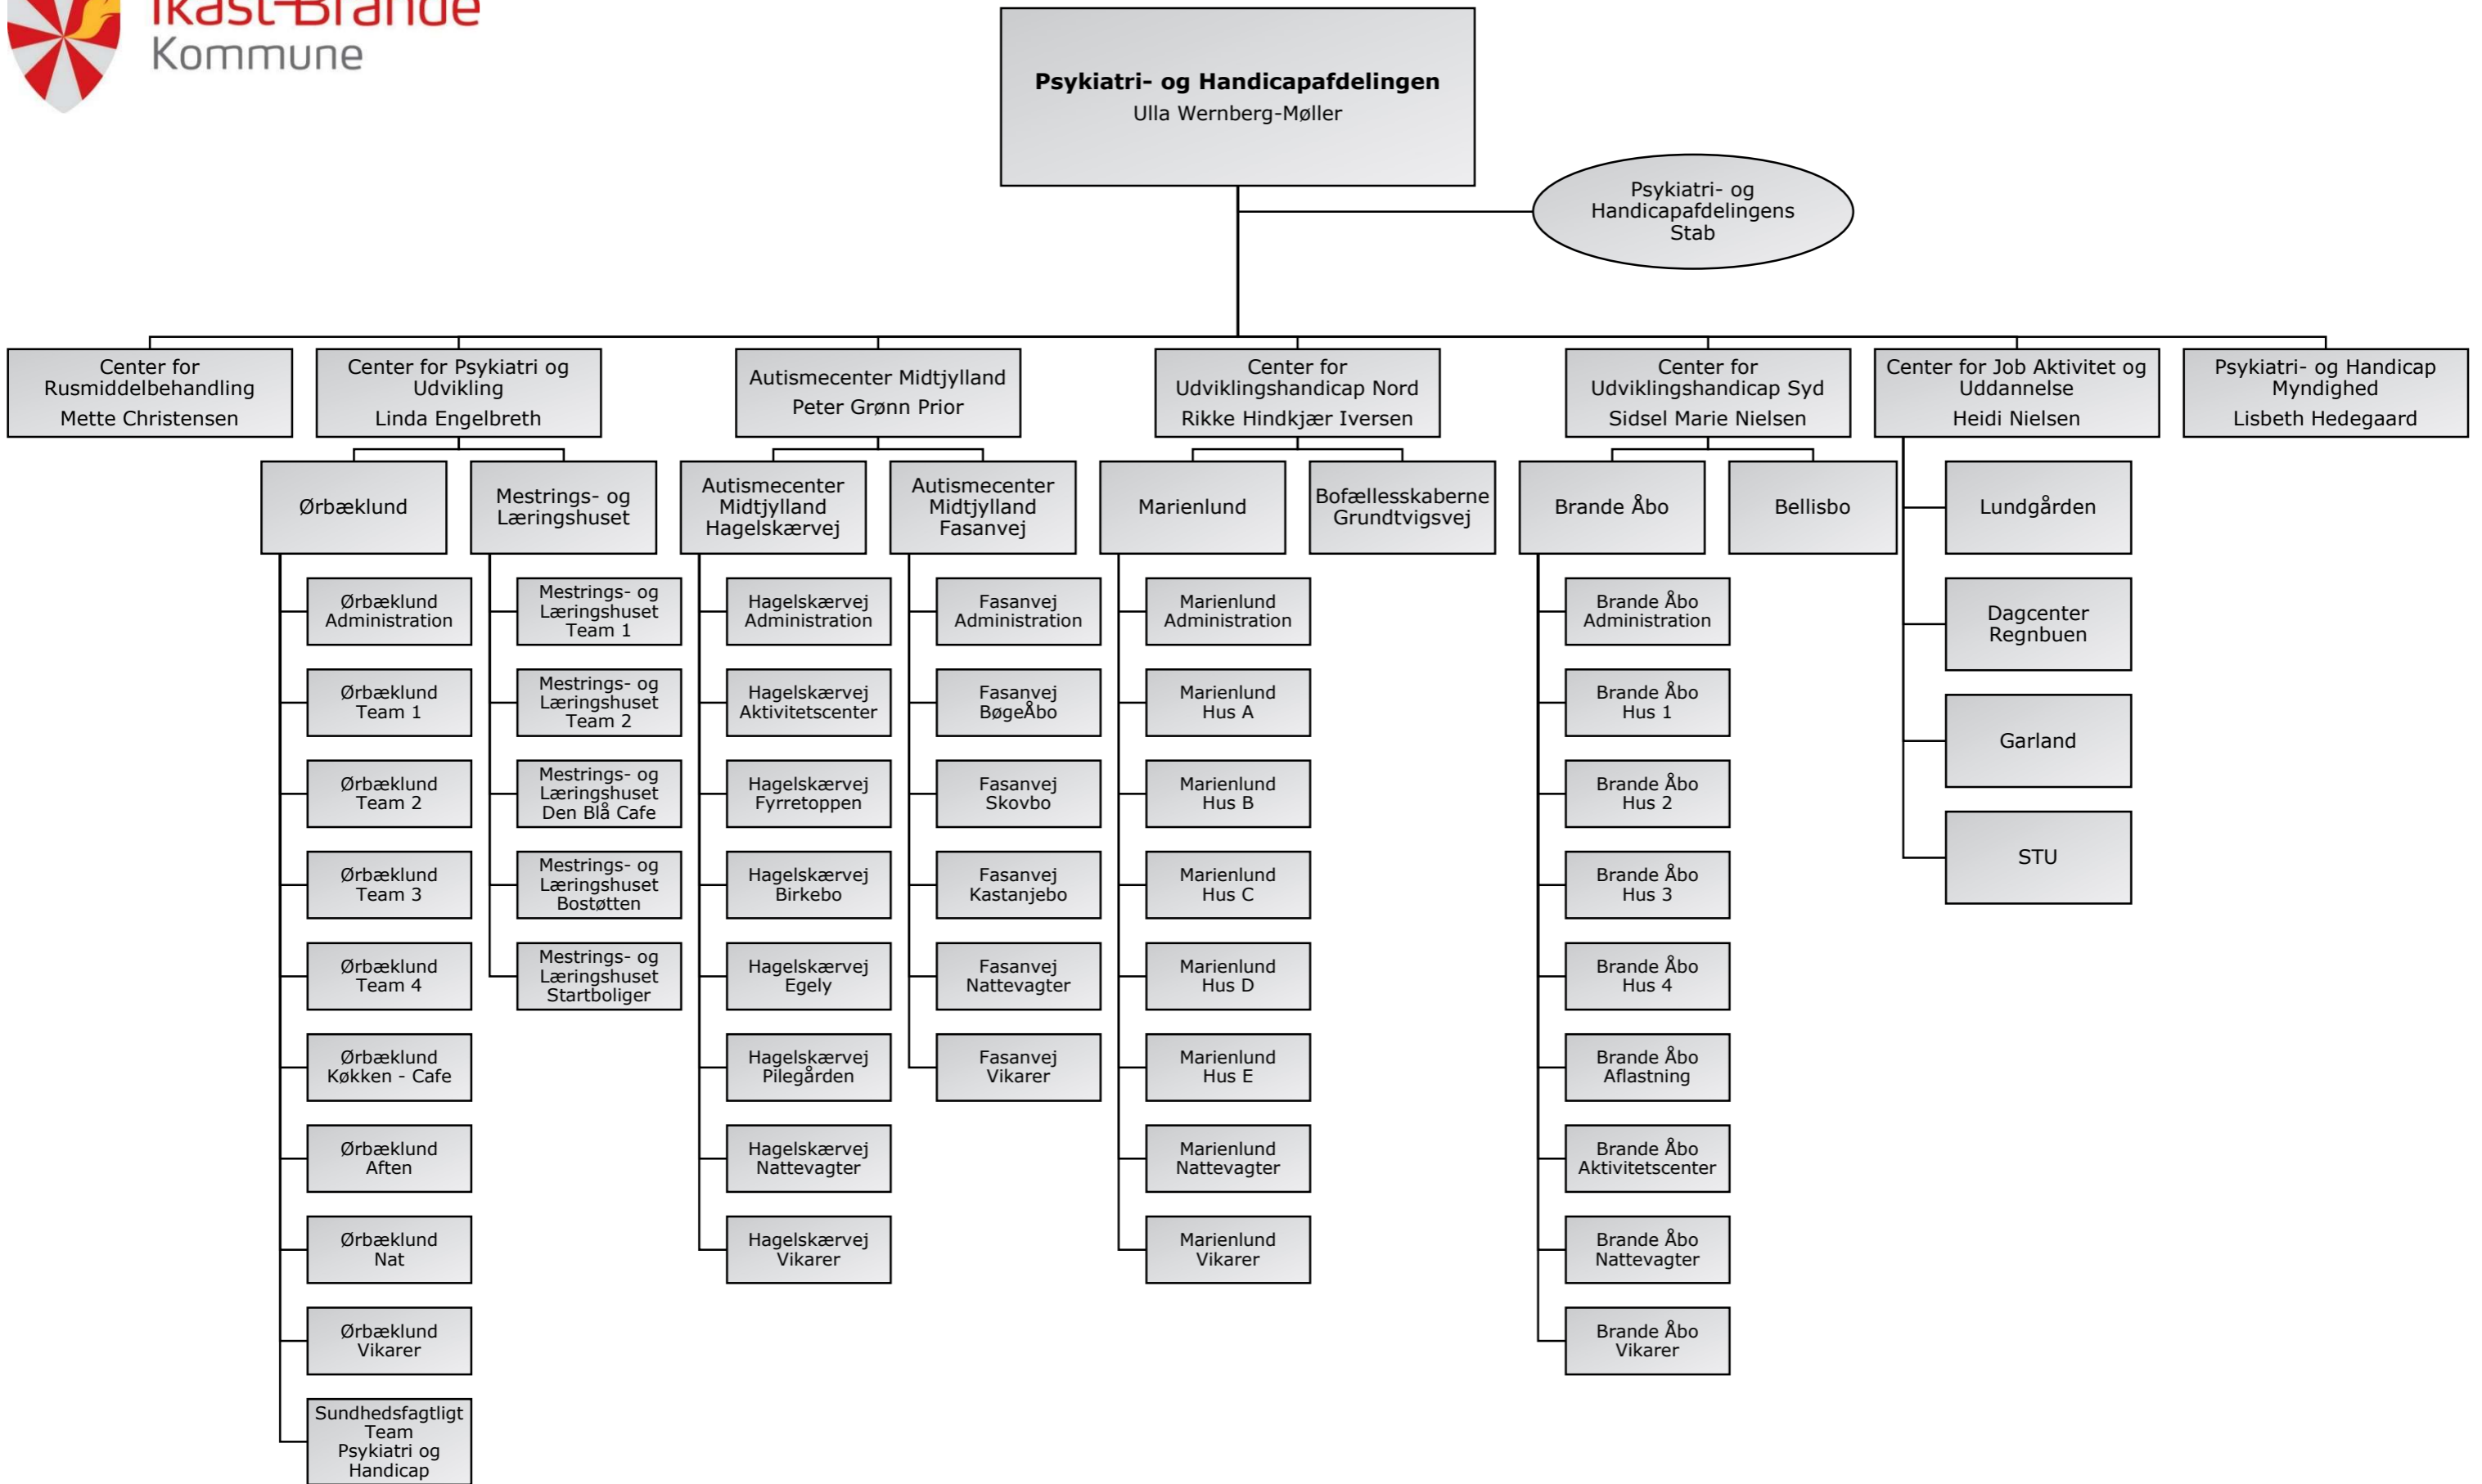 Ikast-Brande
Kommune
Psykiatri- og Handicapafdelingen
Ulla Wernberg-Møller
Psykiatri- og
Handicapafdelingens
Stab
Center for
Rusmiddelbehandling
Mette Christensen
Center for Psykiatri og
Udvikling
Linda Engelbreth
Autismecenter Midtjylland
Peter Grønn Prior
Center for
Udviklingshandicap Nord
Rikke Hindkjær Iversen
Center for
Udviklingshandicap Syd
Sidsel Marie Nielsen
Center for Job Aktivitet og
Uddannelse
Heidi Nielsen
Psykiatri- og Handicap
Myndighed
Lisbeth Hedegaard
Ørbæklund
Mestrings- og
Læringshuset
Autismecenter
Midtjylland
Hagelskærvej
Autismecenter
Midtjylland
Fasanvej
Marienlund
Bofællesskaberne
Grundtvigsvej
Brande Åbo
Bellisbo
Lundgården
Ørbæklund
Administration
Ørbæklund
Team 1
Ørbæklund
Team 2
Ørbæklund
Team 3
Ørbæklund
Team 4
Ørbæklund
Køkken - Cafe
Ørbæklund
Aften
Ørbæklund
Nat
Ørbæklund
Vikarer
Sundhedsfagtligt
Team
Psykiatri og
Handicap
Mestrings- og
Læringshuset
Team 1
Mestrings- og
Læringshuset
Team 2
Mestrings- og
Læringshuset
Den Blå Cafe
Mestrings- og
Læringshuset
Bostøtten
Mestrings- og
Læringshuset
Startboliger
Hagelskærvej
Administration
Hagelskærvej
Aktivitetscenter
Hagelskærvej
Fyrretoppen
Hagelskærvej
Birkebo
Hagelskærvej
Egely
Hagelskærvej
Pilegården
Hagelskærvej
Nattevagter
Hagelskærvej
Vikarer
Fasanvej
Administration
Fasanvej
BøgeÅbo
Fasanvej
Skovbo
Fasanvej
Kastanjebo
Fasanvej
Nattevagter
Fasanvej
Vikarer
Marienlund
Administration
Marienlund
Hus A
Marienlund
Hus B
Marienlund
Hus C
Marienlund
Hus D
Marienlund
Hus E
Marienlund
Nattevagter
Marienlund
Vikarer
Brande Åbo
Administration
Brande Åbo
Hus 1
Brande Åbo
Hus 2
Brande Åbo
Hus 3
Brande Åbo
Hus 4
Brande Åbo
Aflastning
Brande Åbo
Aktivitetscenter
Brande Åbo
Nattevagter
Brande Åbo
Vikarer
Dagcenter
Regnbuen
Garland
STU